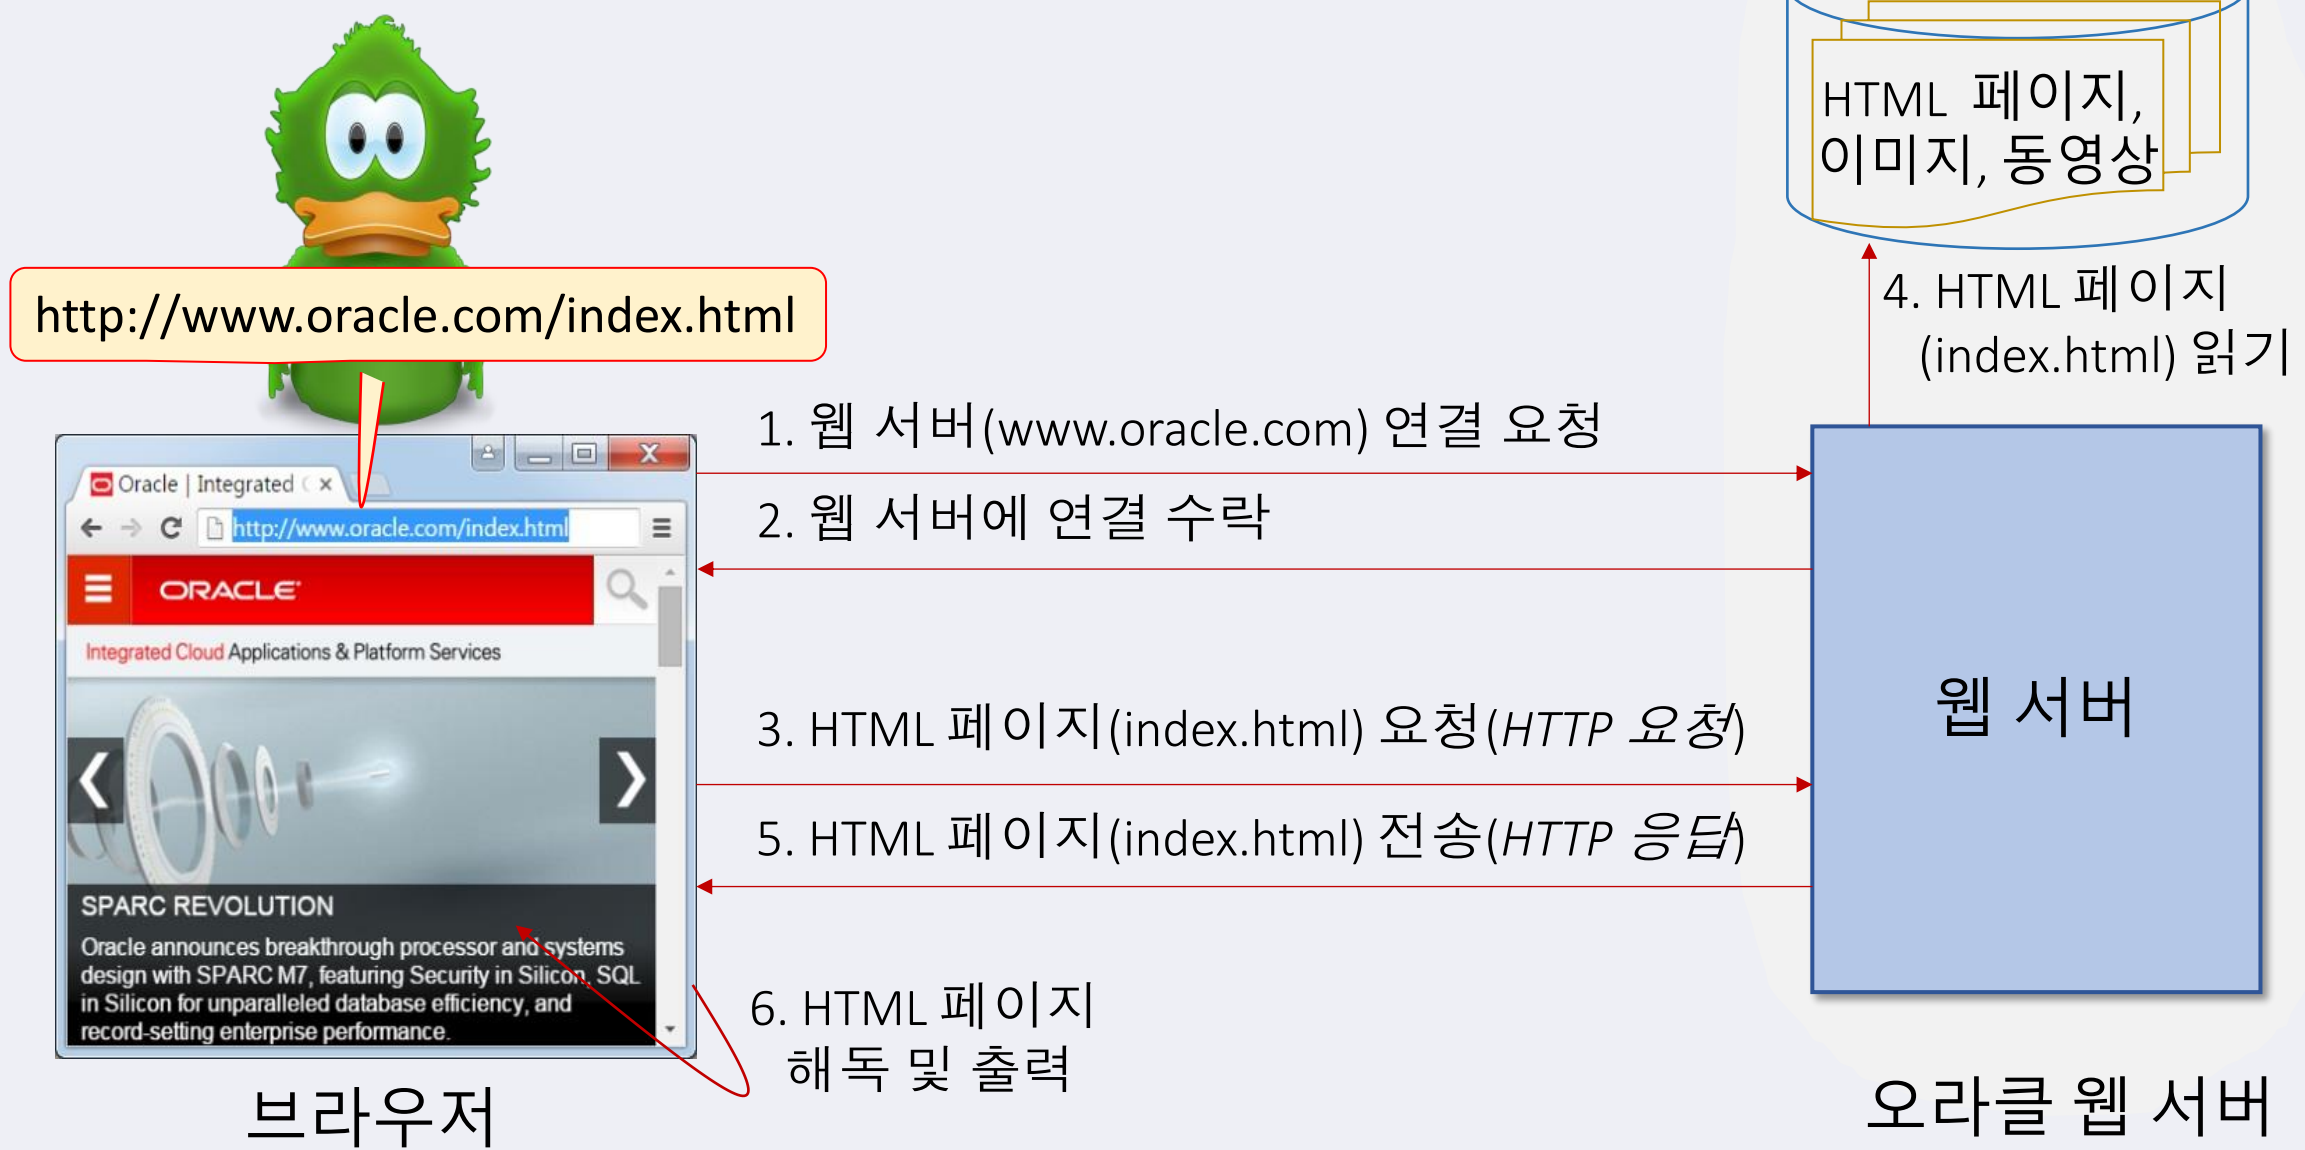 HTML 페이지,
이미지, 동영상
http://www.oracle.com/index.html
4. HTML 페이지
(index.html) 읽기
1. 웹 서버(www.oracle.com) 연결 요청
Oracle | Integrated
2. 웹 서버에 연결 수락
http://www.oracle.com/index.html
ORACLE
Integrated Cloud Applications & Platform Services
3. HTML 페이지(index.html) 요청(HTTP 요청)
웹 서버
5. HTML 페이지(index.html) 전송(HTTP 응답)
SPARC REVOLUTION
Oracle announces breakthrough processor and systems
design with SPARC M7, featuring Security in Silicon, SQL
in Silicon for unparalleled database efficiency, and
record-setting enterprise performance.
6. HTML 페이지
해독 및 출력
브라우저
오라클 웹 서버